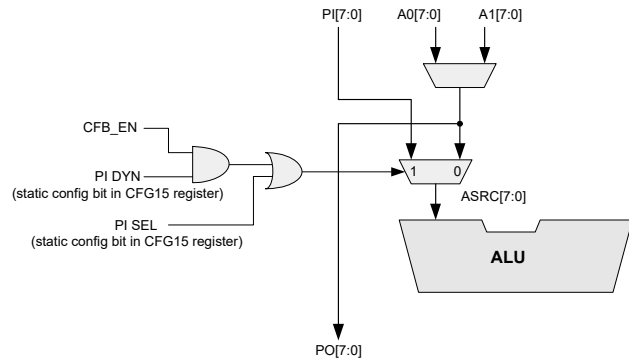 PI[7:0] A0[7:0] A1[7:0]
CFB_EN
PI DYN
(static config bit in CFG15 register)
1 0
PI SEL
ASRC[7:0]
(static config bit in CFG15 register)
ALU
PO[7:0]